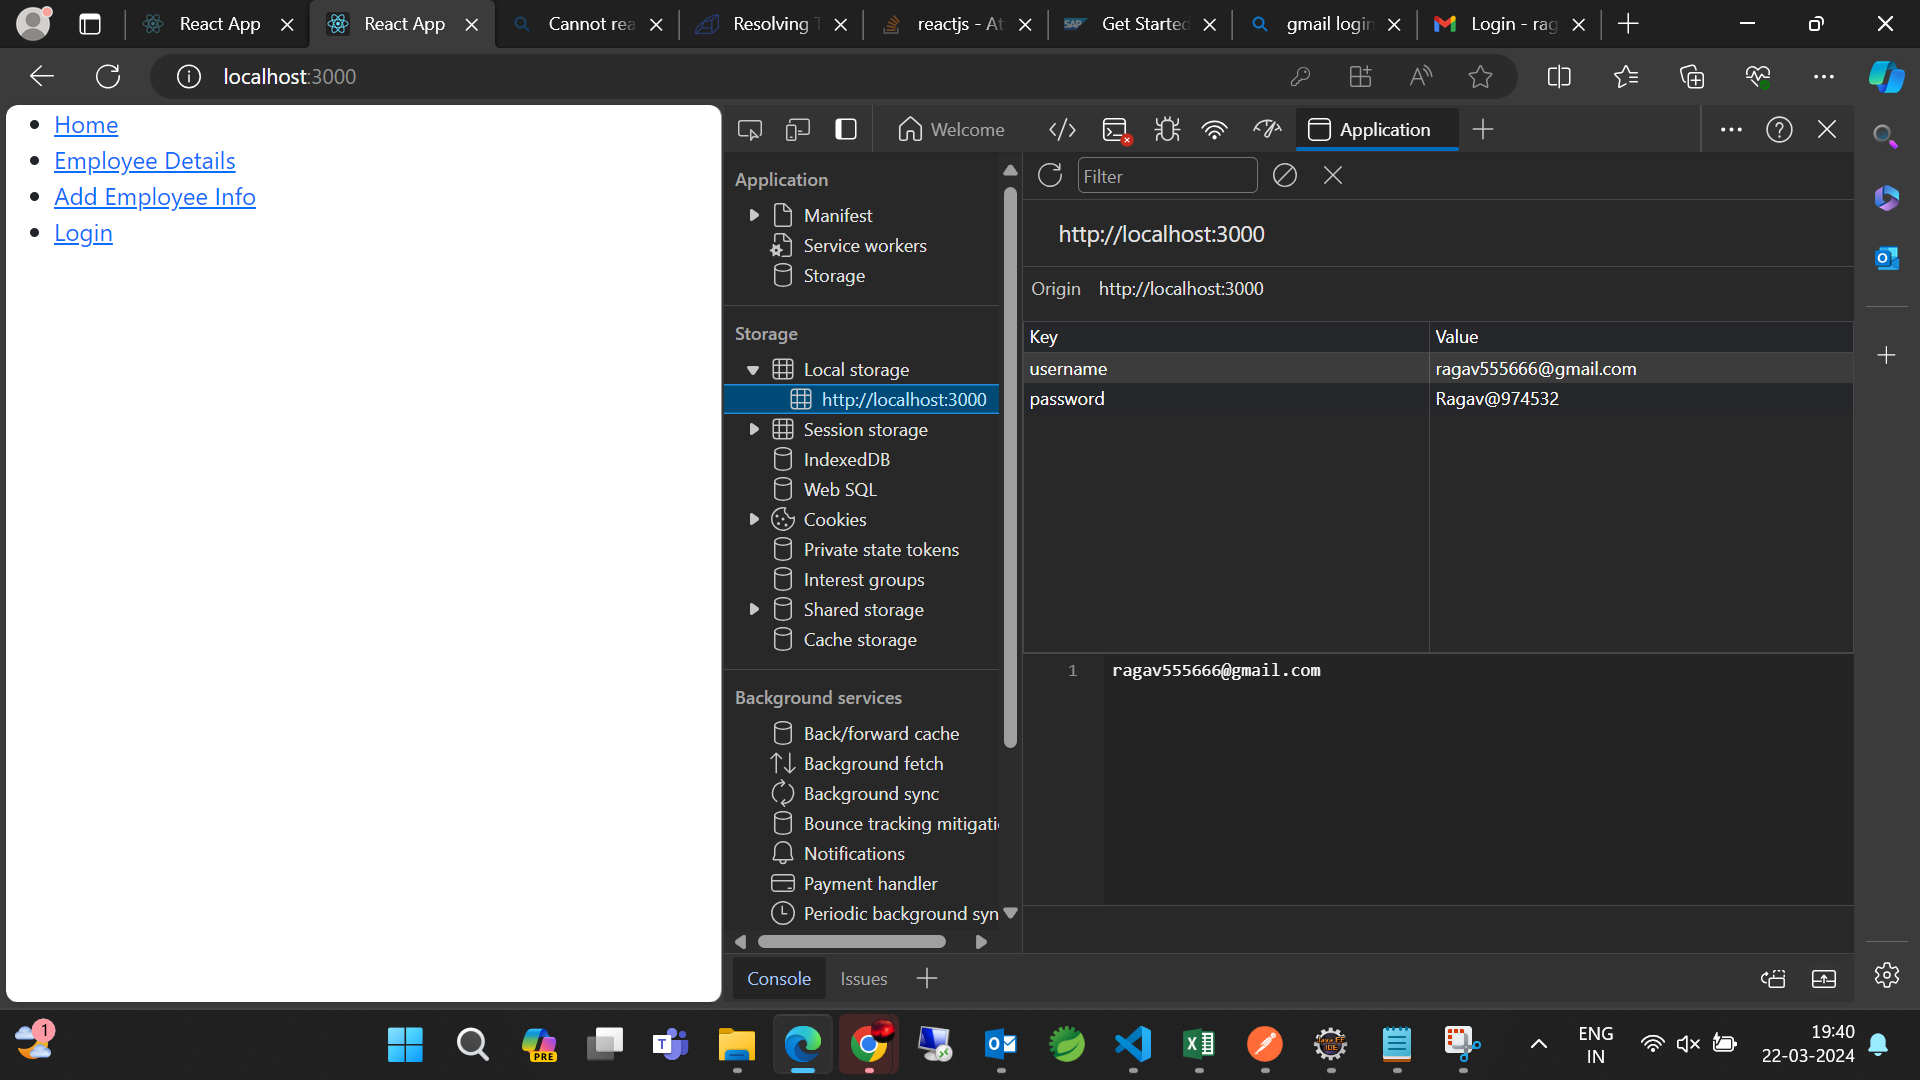 React App
React App
Cannot rea
Resolving T
reactjs - At
Get Started
gmail login
Login - rag
localhost:3000
Home
Employee Details
Add Employee Info
Login
Welcome
Application
Filter
Application
Manifest
Service workers
Storage
Storage
Local storage
http://localhost:3000
Session storage
IndexedDB
Web SQL
Cookies
Private state tokens
Interest groups
Shared storage
Cache storage
Background services
Back/forward cache
Background fetch
Background sync
Bounce tracking mitigati
Notifications
Payment handler
Periodic background syn
http://localhost:3000
Origin http://localhost:3000
Key Value
username ragav555666@gmail.com
password Ragav@974532
1 ragav555666@gmail.com
Console Issues
1
PRE
ENG
IN
19:40
22-03-2024